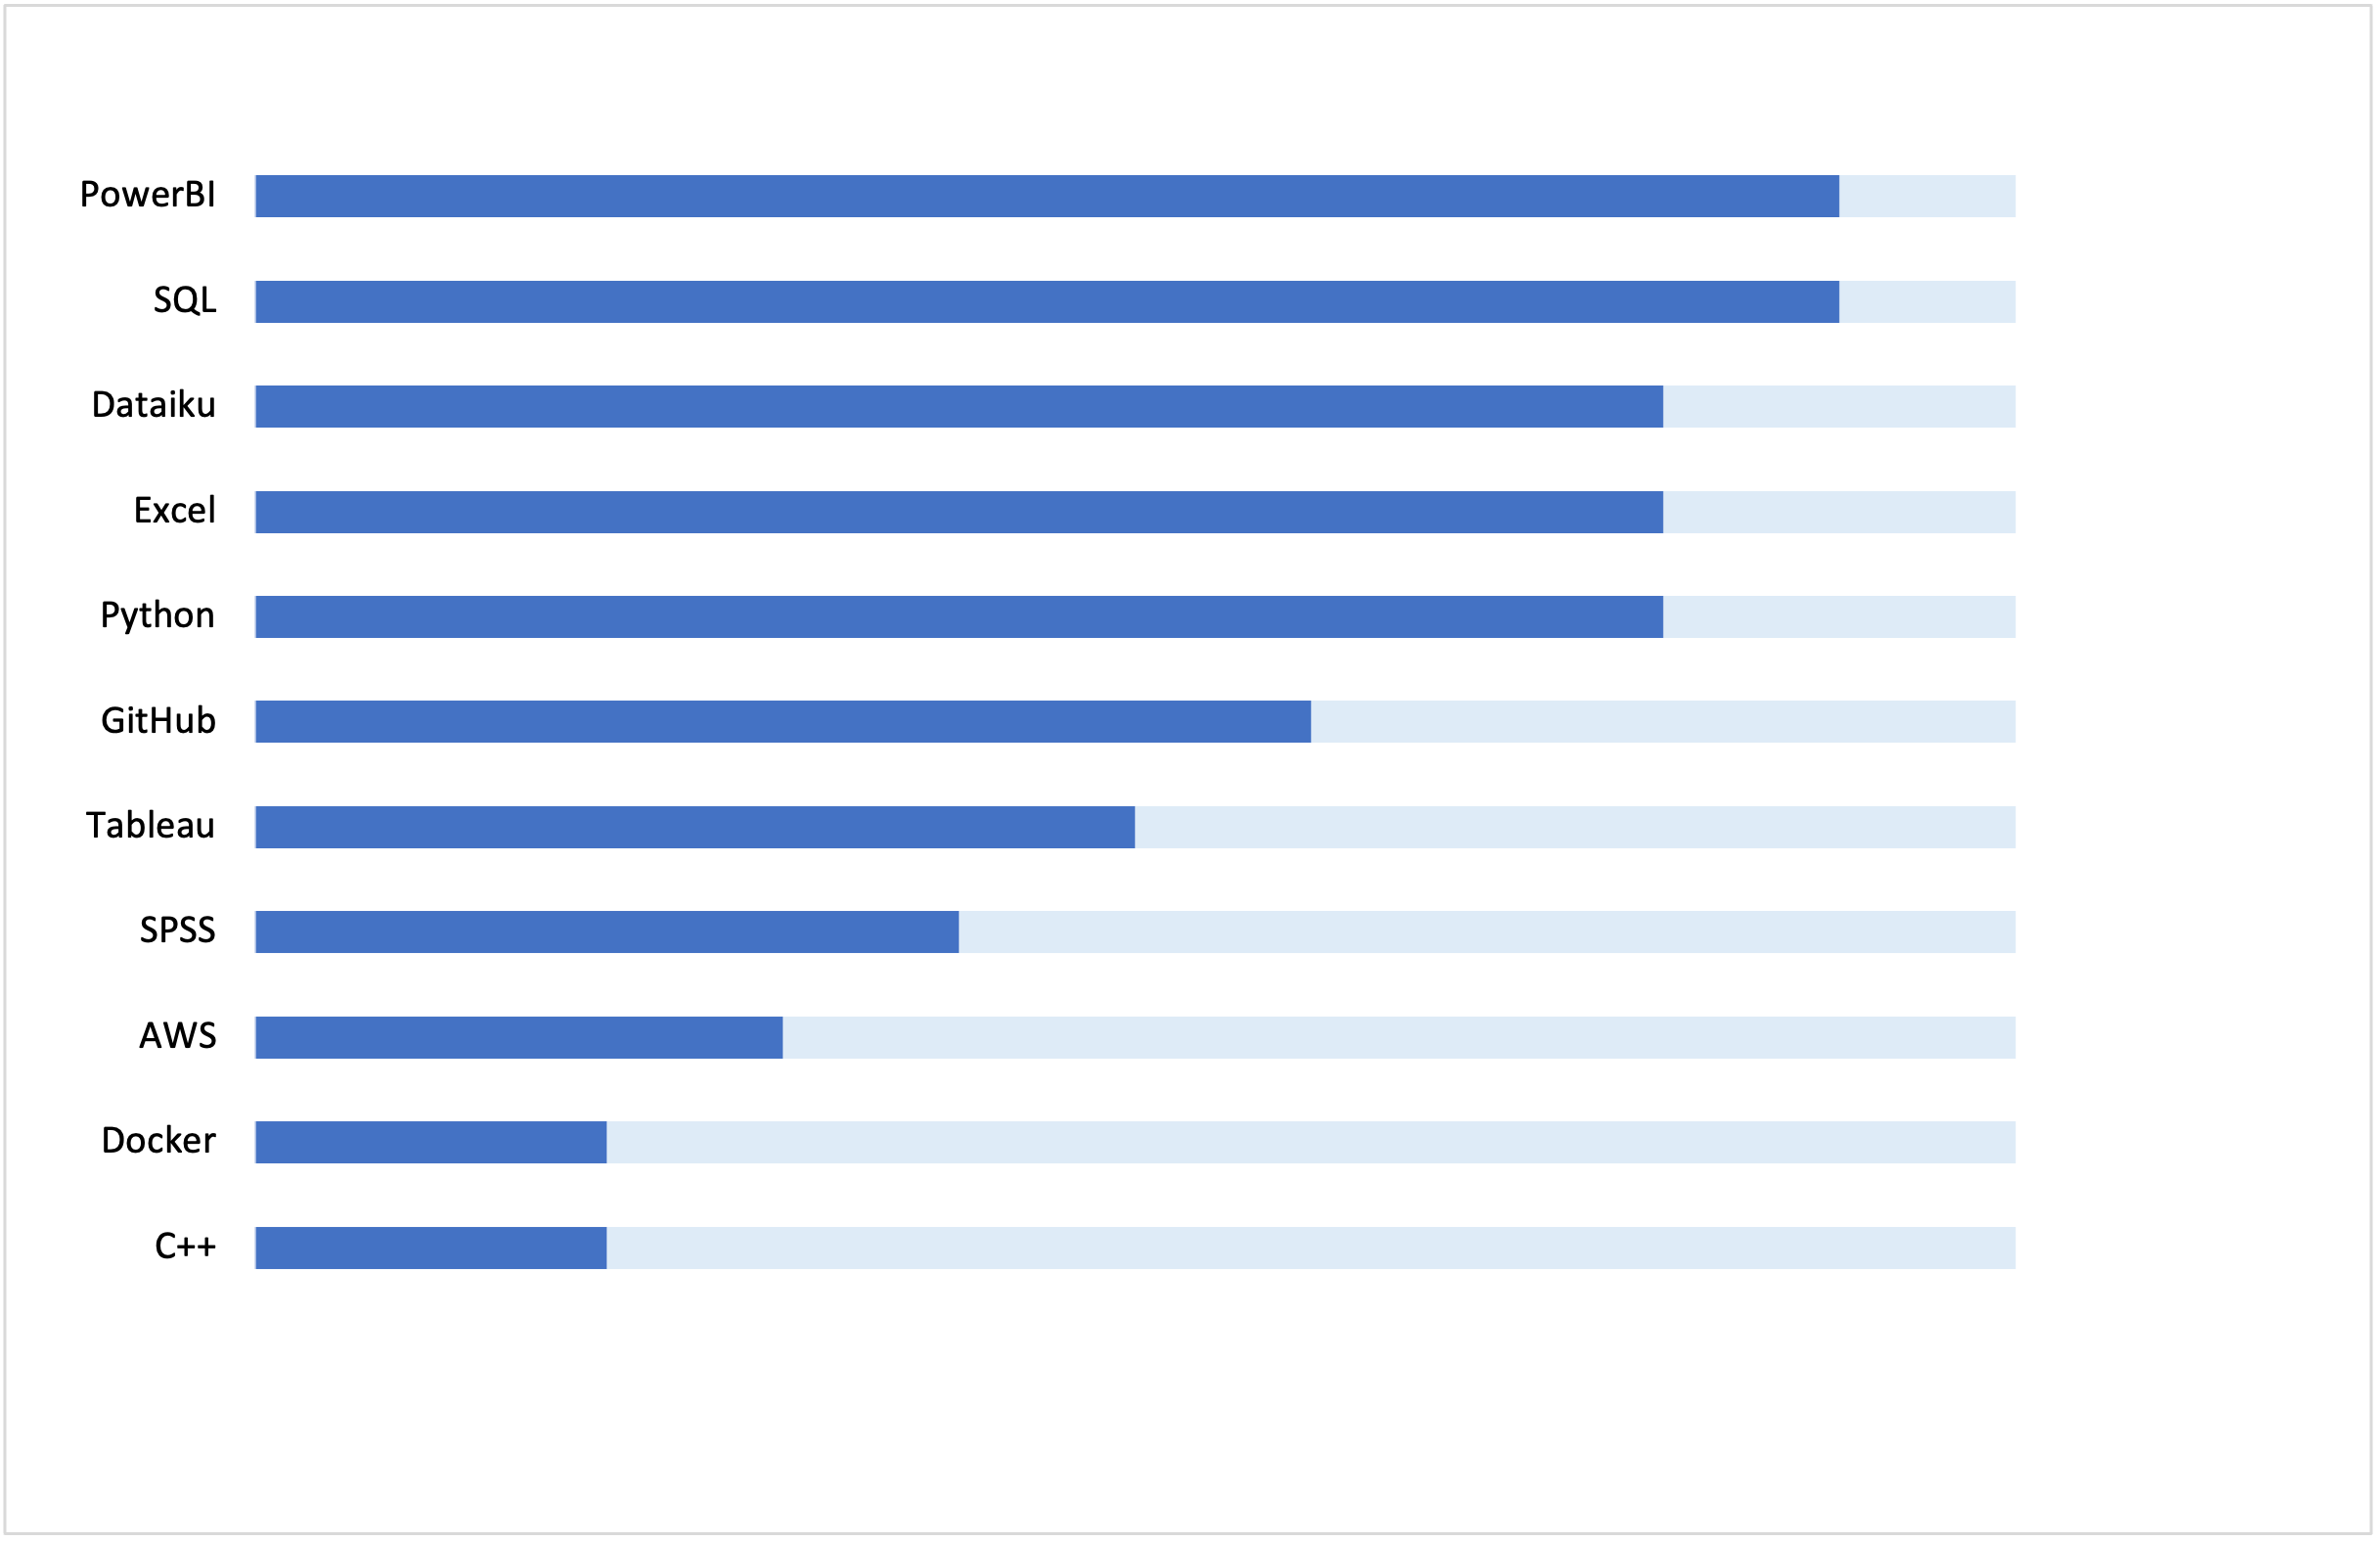 PowerBI
SQL
Dataiku
Excel
Python
GitHub
Tableau
SPSS
AWS
Docker
C++